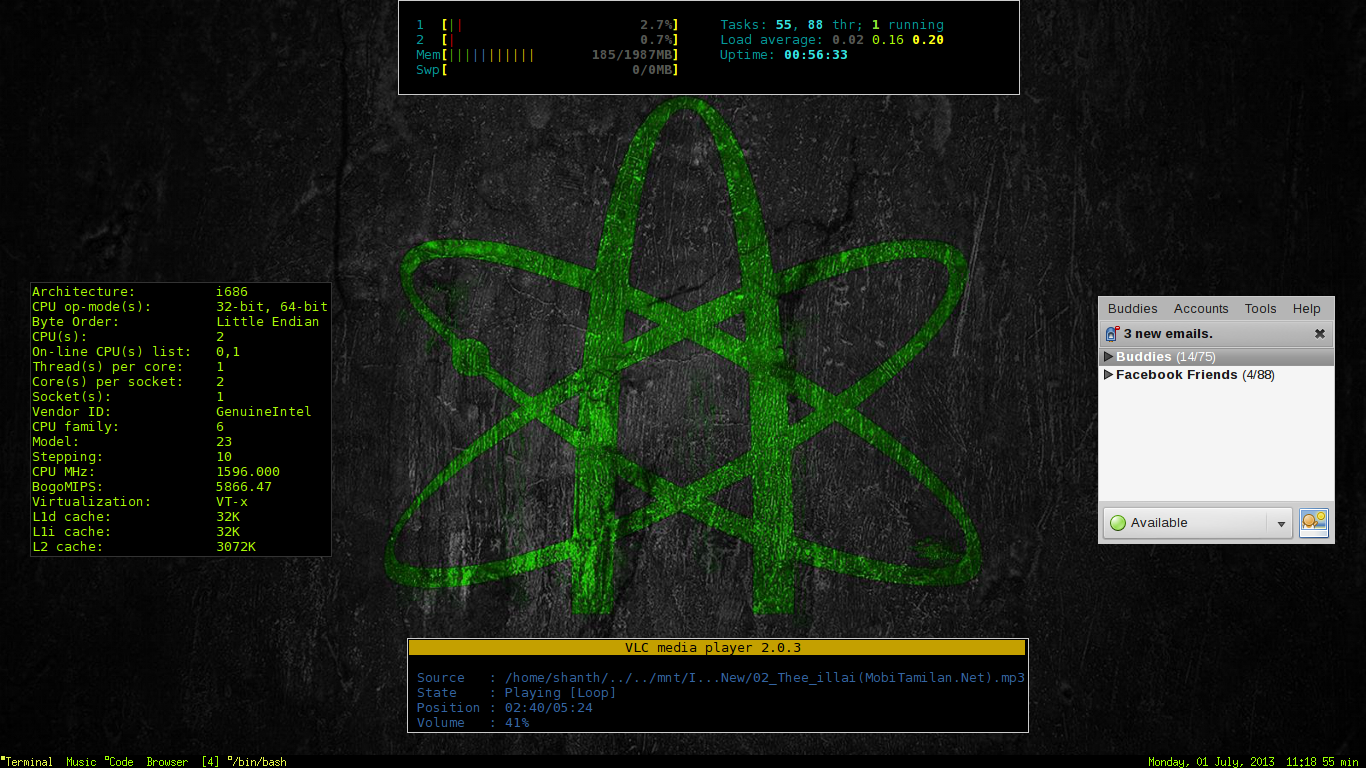 1 [|| 2.7%] Tasks: 55, 88 thr; 1 running
2 [| 0.7%] Load average: 0.02 0.16 0.20
Mem[||||||||||| 185/1987MB] Uptime: 00:56:33
Swp[ 0/0MB]
Architecture: i686
CPU op-mode(s): 32-bit, 64-bit
Byte Order: Little Endian
CPU(s): 2
On-line CPU(s) list: 0,1
Thread(s) per core: 1
Core(s) per socket: 2
Socket(s): 1
Vendor ID: GenuineIntel
CPU family: 6
Model: 23
Stepping: 10
CPU MHz: 1596.000
BogoMIPS: 5866.47
Virtualization: VT-x
L1d cache: 32K
L1i cache: 32K
L2 cache: 3072K
Buddies Accounts Tools Help
3 new emails.
Buddies (14/75)
Facebook Friends (4/88)
Available
VLC media player 2.0.3
Source : /home/shanth/../../mnt/I...New/02_Thee_illai(MobiTamilan.Net).mp3
State : Playing [Loop]
Position : 02:40/05:24
Volume : 41%
Terminal Music Code Browser [4] /bin/bash Monday, 01 July, 2013 11:18 55 min